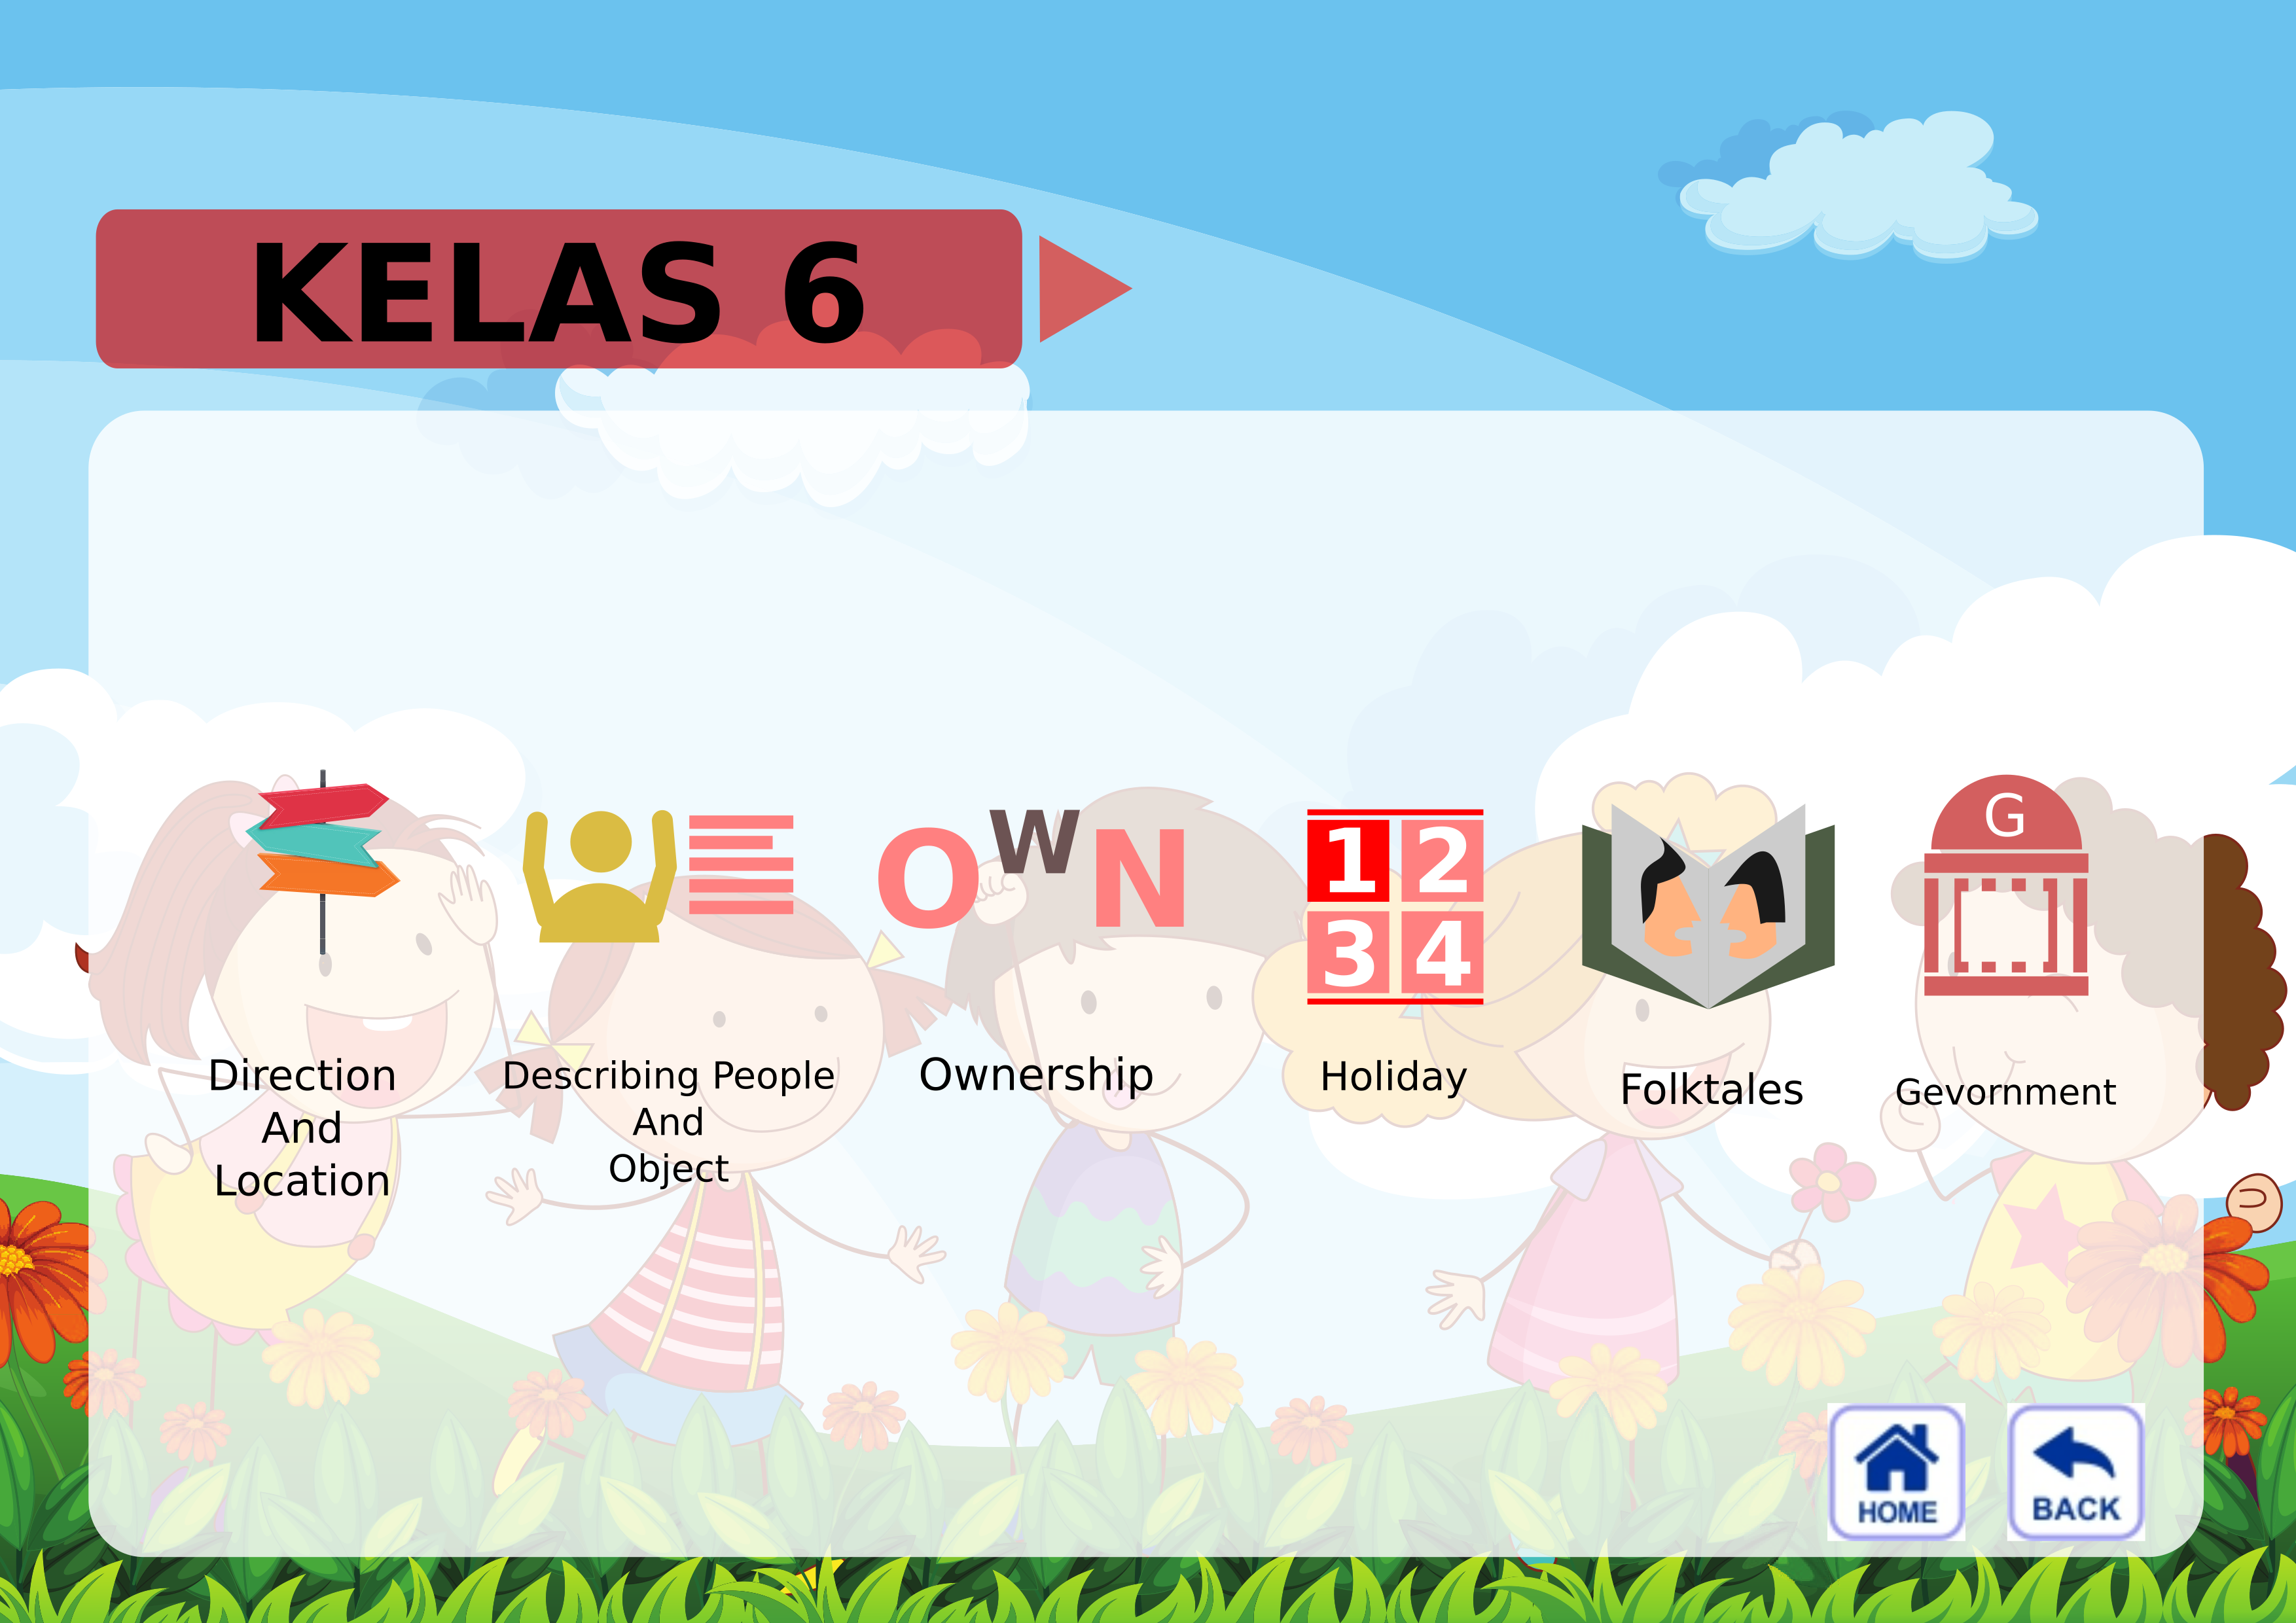 KELAS 6
OWN
1 2
3 4
G
Direction
And
Location
Describing People
And
Object
Ownership
Holiday
Folktales
Gevornment
HOME
BACK